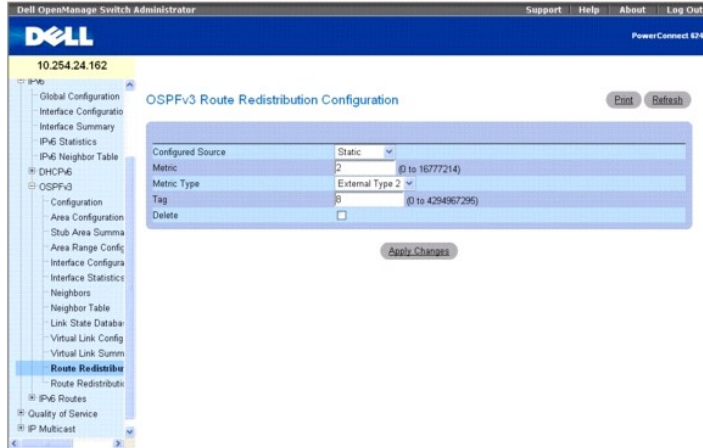 Dell OpenManage Switch Administrator
Support Help About Log Out
DELL
PowerConnect 624
10.254.24.162
IPv6
Global Configuration
Interface Configuratio
Interface Summary
IPv6 Statistics
IPv6 Neighbor Table
DHCPv6
OSPFv3
Configuration
Area Configuration
Stub Area Summa
Area Range Config
Interface Configura
Interface Statistics
Neighbors
Neighbor Table
Link State Databa
Virtual Link Config
Virtual Link Summ
Route Redistribu
Route Redistributio
IPv6 Routes
Quality of Service
IP Multicast
OSPFv3 Route Redistribution Configuration
Print Refresh
Configured Source Static
Metric 2 (0 to 16777214)
Metric Type External Type 2
Tag 8 (0 to 4294967295)
Delete
Apply Changes